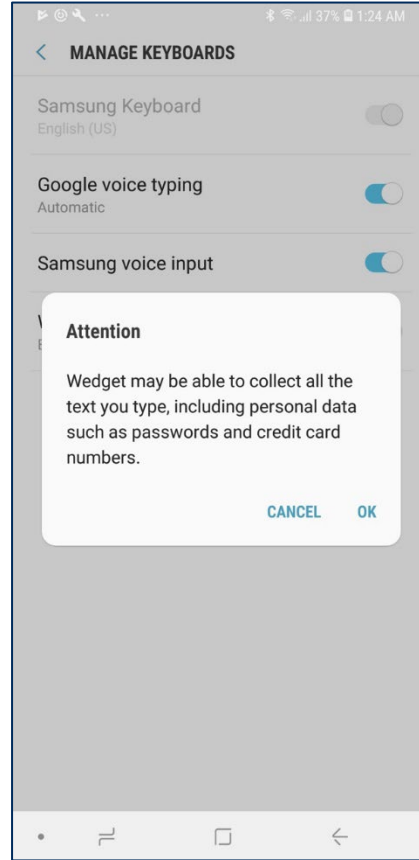 37% 1:24 AM
MANAGE KEYBOARDS
Samsung Keyboard
English (US)
Google voice typing
Automatic
Samsung voice input
Attention
Wedget may be able to collect all the
text you type, including personal data
such as passwords and credit card
numbers.
CANCEL OK